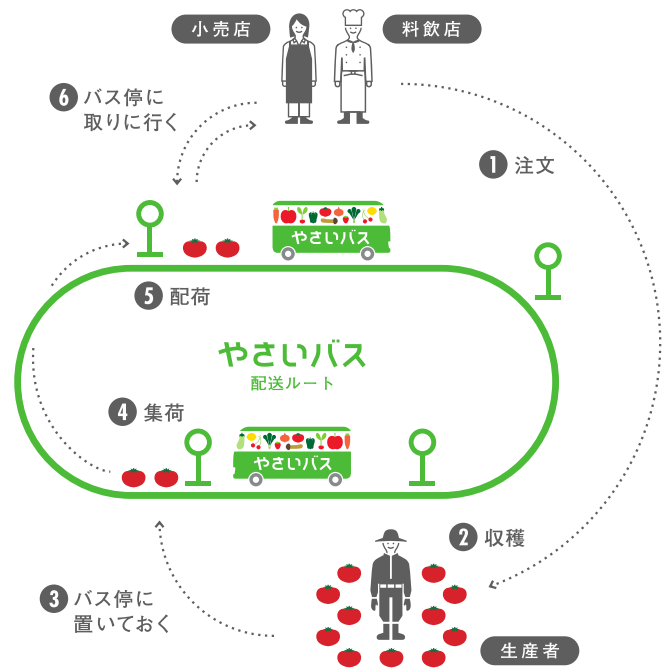 小売店
料飲店
6 バス停に
取りに行く
1 注文
やさいバス
5 配荷
やさいバス
配送ルート
4 集荷
やさいバス
2 収穫
3 バス停に
置いておく
生産者